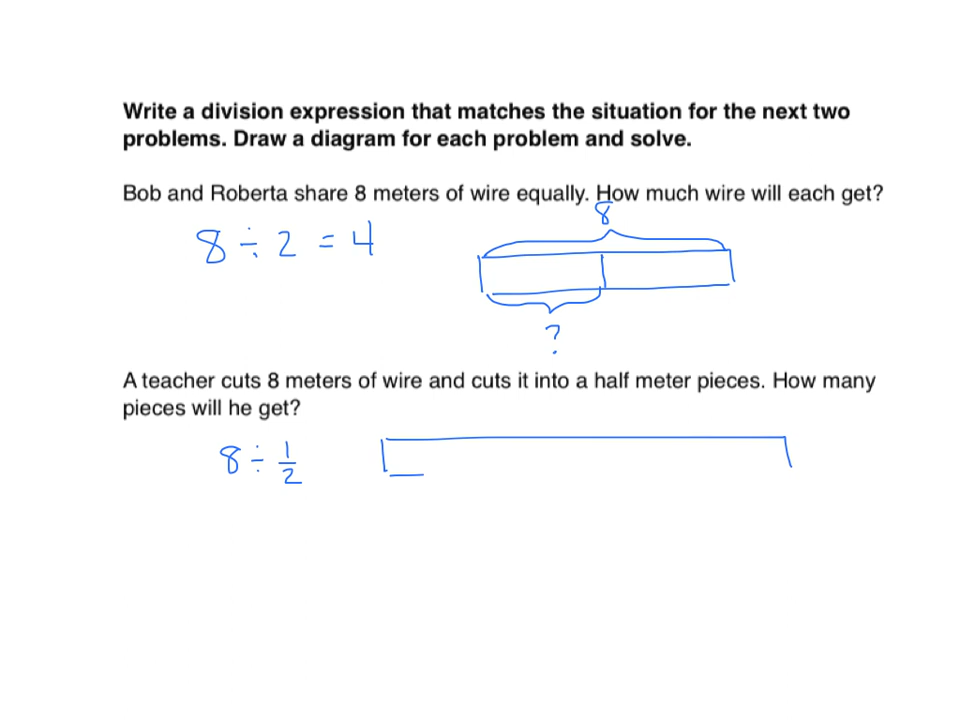 Write a division expression that matches the situation for the next two
problems. Draw a diagram for each problem and solve.
Bob and Roberta share 8 meters of wire equally. How much wire will each get?
8
8 ÷ 2 = 4
?
A teacher cuts 8 meters of wire and cuts it into a half meter pieces. How many
pieces will he get?
8 ÷ 1/2